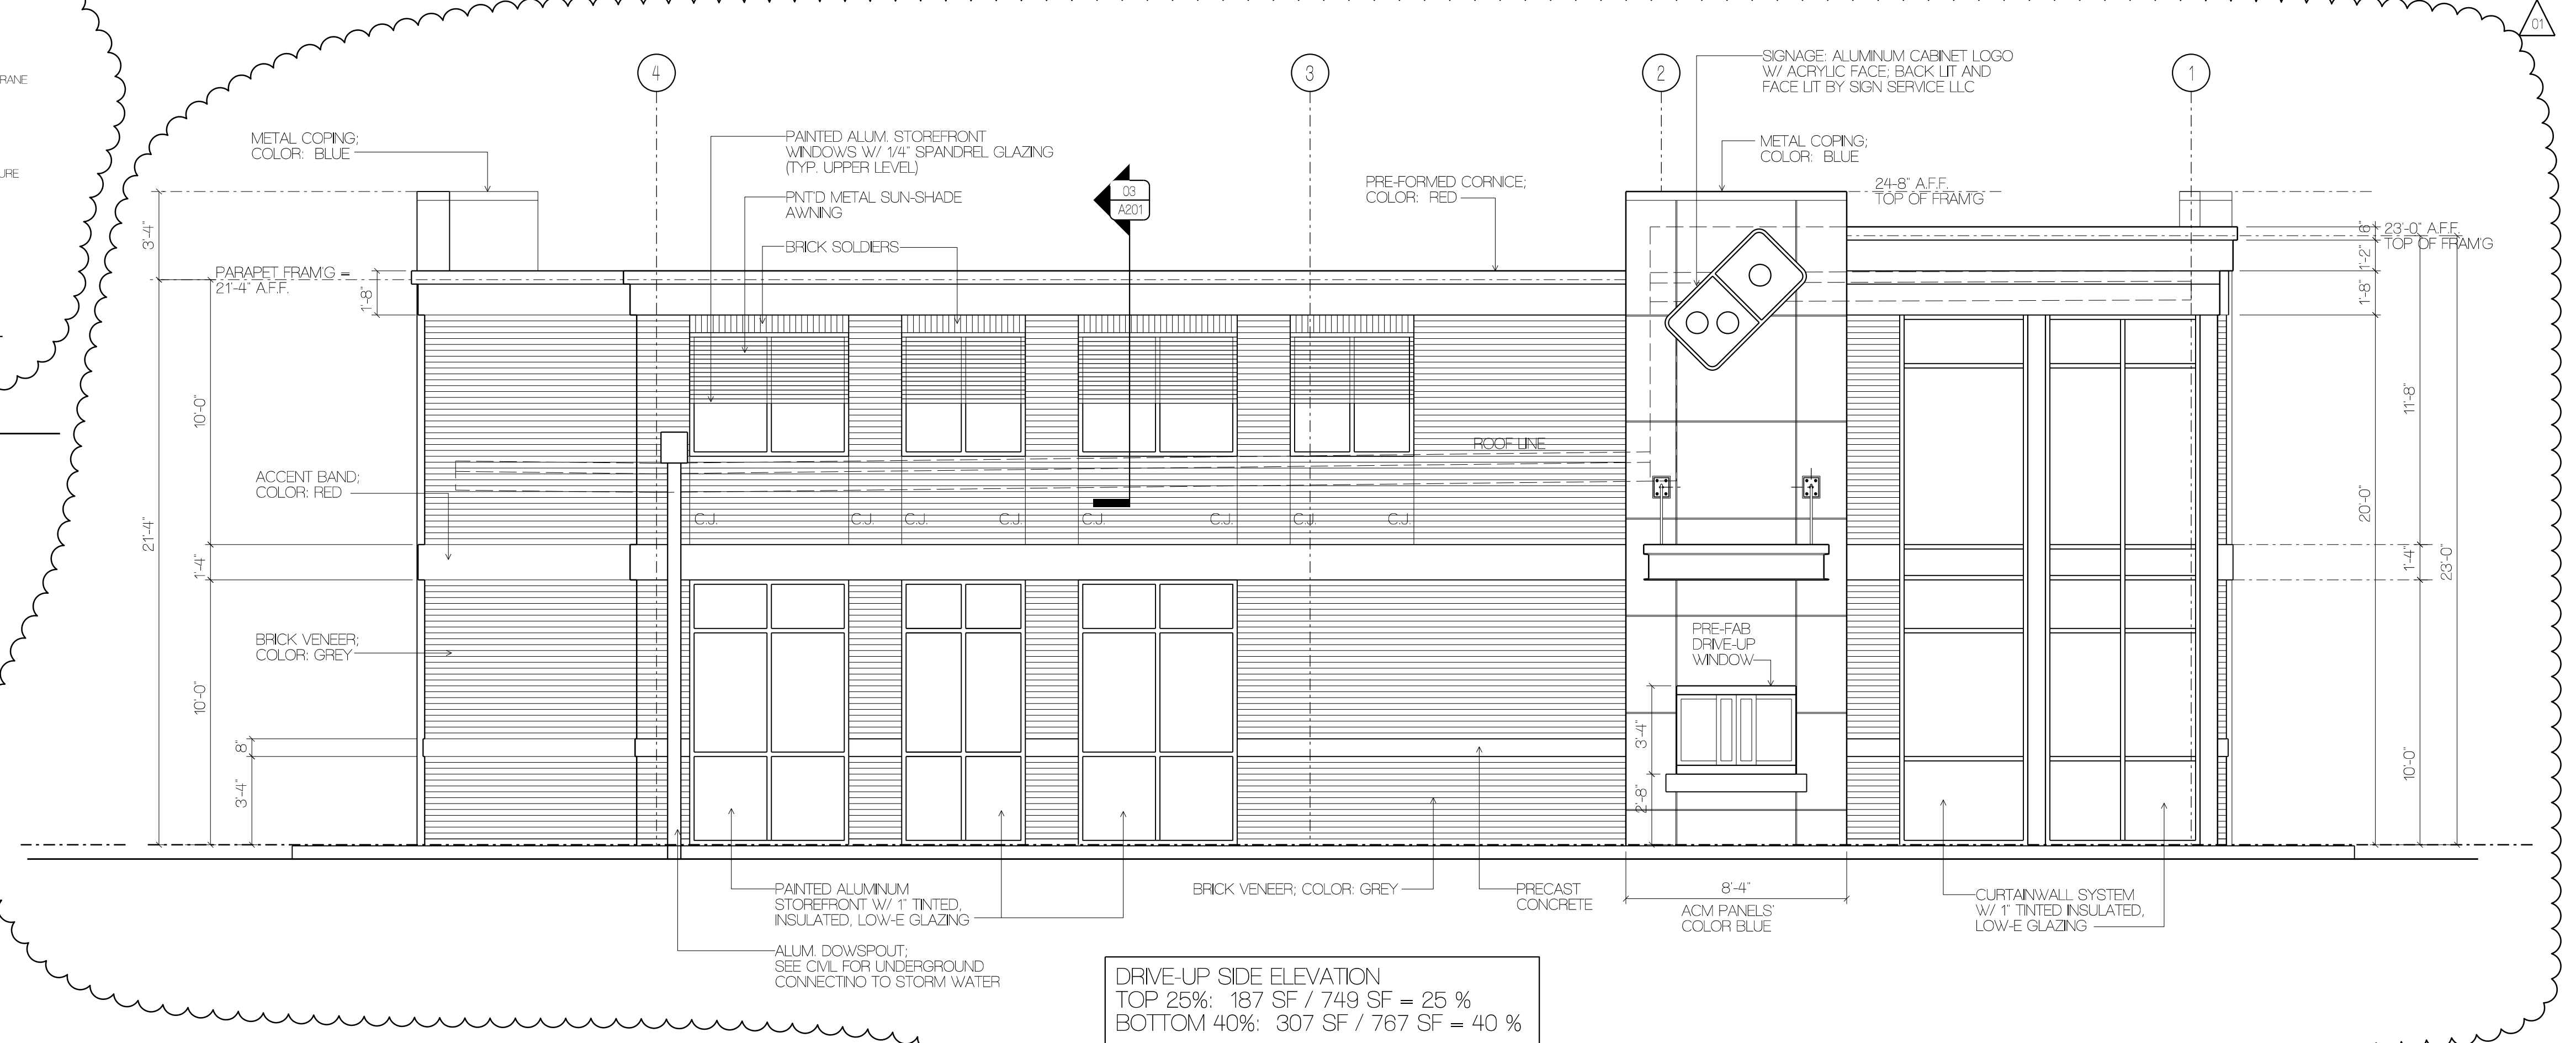 RANE
URE
01
4
3
2
1
SIGNAGE: ALUMINUM CABINET LOGO
W/ ACRYLIC FACE; BACK LIT AND
FACE LIT BY SIGN SERVICE LLC
METAL COPING;
COLOR: BLUE
PAINTED ALUM. STOREFRONT
WINDOWS W/ 1/4" SPANDREL GLAZING
(TYP. UPPER LEVEL)
PNT'D METAL SUN-SHADE
AWNING
BRICK SOLDIERS
03
A201
PRE-FORMED CORNICE;
COLOR: RED
METAL COPING;
COLOR: BLUE
24-8" A.F.F.
TOP OF FRAM'G
6"
23'-0" A.F.F.
TOP OF FRAM'G
1'-2"
1'-8"
3'-4"
PARAPET FRAM'G =
21'-4" A.F.F.
1'-8"
10'-0"
21'-4"
1'-4"
10'-0"
8"
3'-4"
ACCENT BAND;
COLOR: RED
BRICK VENEER;
COLOR: GREY
ROOF LINE
C.J.
C.J.
C.J.
C.J.
C.J.
C.J.
C.J.
C.J.
11'-8"
20'-0"
1'-4"
23'-0"
10'-0"
PRE-FAB
DRIVE-UP
WINDOW
3'-4"
2'-8"
PAINTED ALUMINUM
STOREFRONT W/ 1" TINTED,
INSULATED, LOW-E GLAZING
ALUM. DOWSPOUT;
SEE CIVIL FOR UNDERGROUND
CONNECTINO TO STORM WATER
BRICK VENEER; COLOR: GREY
PRECAST
CONCRETE
8'-4"
ACM PANELS'
COLOR BLUE
CURTAINWALL SYSTEM
W/ 1" TINTED INSULATED,
LOW-E GLAZING
DRIVE-UP SIDE ELEVATION
TOP 25%: 187 SF / 749 SF = 25 %
BOTTOM 40%: 307 SF / 767 SF = 40 %